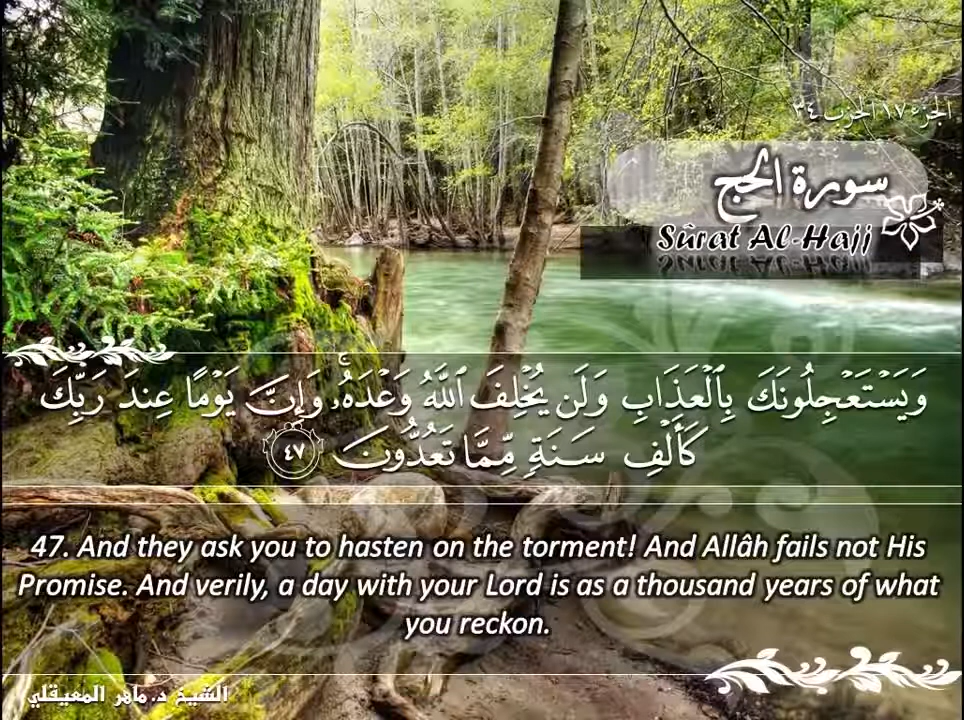 الجزء ١٧ الحزب ٣٤
سورة الحج
Sûrat Al-Hajj
وَيَسْتَعْجِلُونَكَ بِٱلْعَذَابِ وَلَن يُخْلِفَ ٱللَّهُ وَعْدَهُۥ ۚ وَإِنَّ يَوْمًا عِندَ رَبِّكَ
كَأَلْفِ سَنَةٍ مِّمَّا تَعُدُّونَ ٤٧
47. And they ask you to hasten on the torment! And Allâh fails not His
Promise. And verily, a day with your Lord is as a thousand years of what
you reckon.
الشيخ د. ماهر المعيقلي